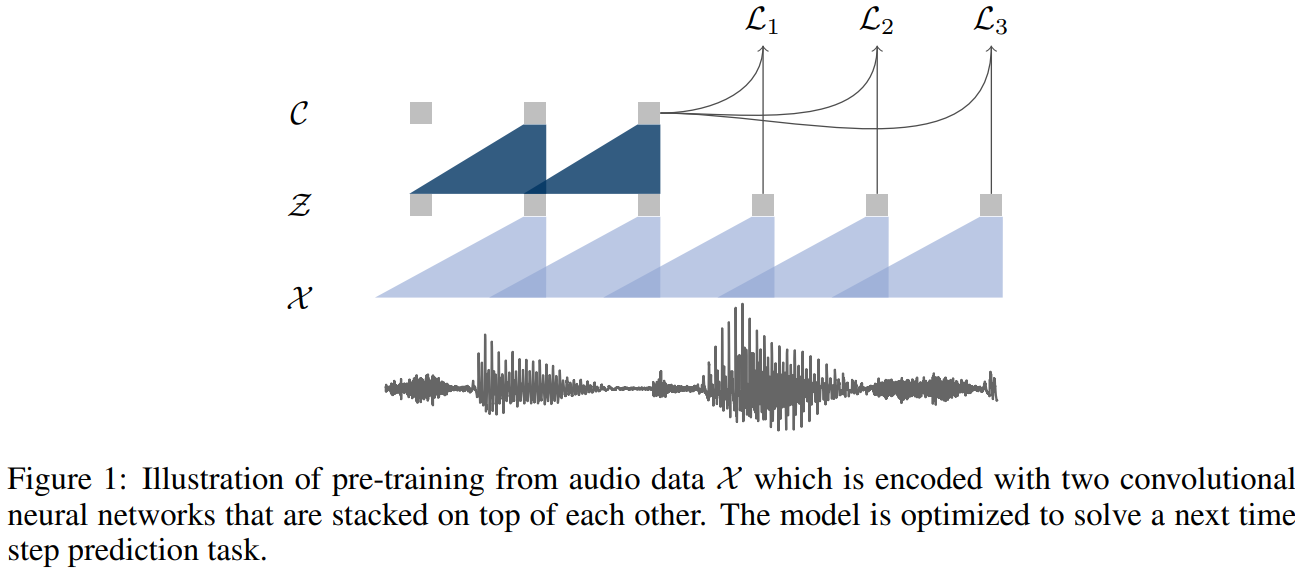 ℒ₁ ℒ₂ ℒ₃
𝒞
𝒵
𝒳
Figure 1: Illustration of pre-training from audio data 𝒳 which is encoded with two convolutional
neural networks that are stacked on top of each other. The model is optimized to solve a next time
step prediction task.